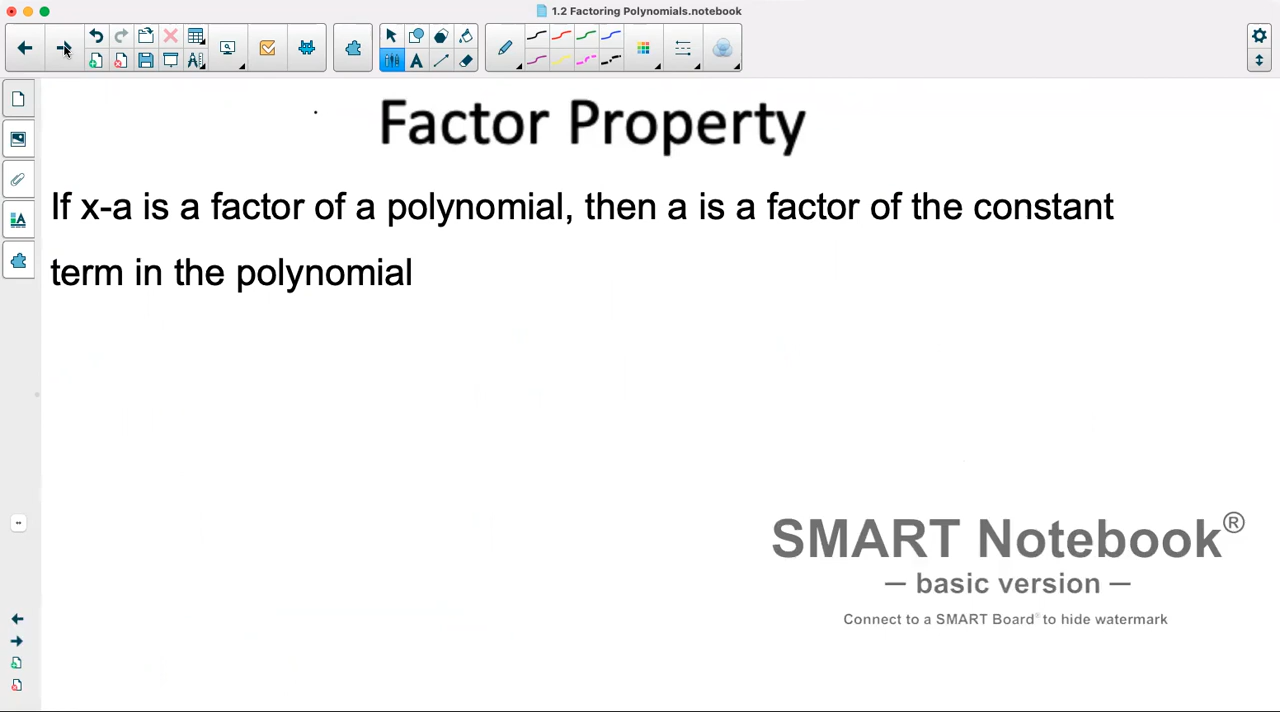 1.2 Factoring Polynomials.notebook
Factor Property
If x-a is a factor of a polynomial, then a is a factor of the constant
term in the polynomial
SMART Notebook®
— basic version —
Connect to a SMART Board® to hide watermark